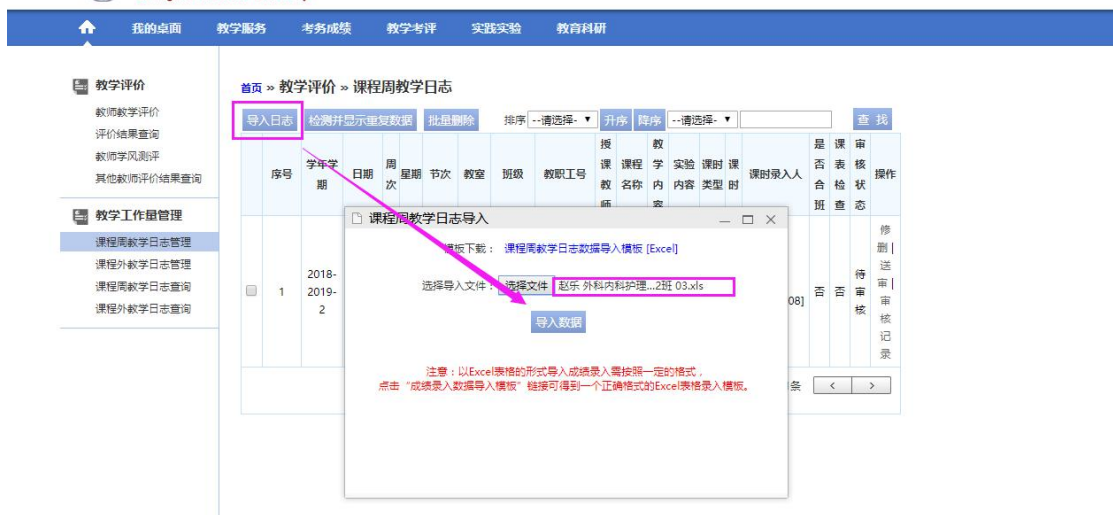 我的桌面 教学服务 考务成绩 教学考评 实践实验 教育科研
教学评价
教师教学评价
评价结果查询
教师学风测评
其他教师评价结果查询
教学工作量管理
课程周教学日志管理
课程外教学日志管理
课程周教学日志查询
课程外教学日志查询
首页 » 教学评价 » 课程周教学日志
导入日志 检测并显示重复数据 批量删除 排序 --请选择- 升序 降序 --请选择- 查 找
序号 学年学期 日期 周次 星期 节次 教室 班级 教职工号 授课教师 课程名称 教学内容 实验内容 课时类型 课时 课时录入人 是否合班 课表检查 审核状态 操作
1 2018-2019-2 08] 否 否 待审核 修 删 | 送审 | 审核记录
课程周教学日志导入
模板下载： 课程周教学日志数据导入模板 [Excel]
选择导入文件： 选择文件 赵乐 外科内科护理...2班 03.xls
导入数据
注意：以Excel表格的形式导入成绩录入需按照一定的格式，
点击“成绩录入数据导入模板”链接可得到一个正确格式的Excel表格录入模板。
条 < >